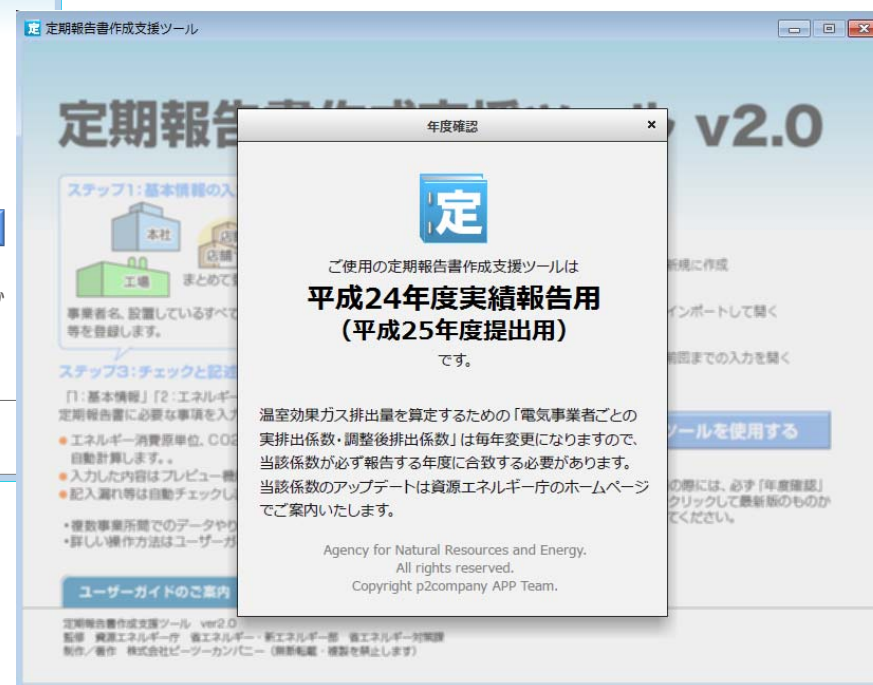 か
定期報告書作成支援ツール
定期報
v2.0
ステップ1：基本情報の入
本社
店舗
工場
まとめて
事業者名、設置しているすべて
等を登録します。
ステップ3：チェックと記述
「1：基本情報」「2：エネルギー
定期報告書に必要な事項を入力
●エネルギー消費原単位、CO2
自動計算します。。
●入力した内容はプレビュー機
●記入漏れ等は自動チェックし
・複数事業所間でのデータやり
・詳しい操作方法はユーザーガ
ユーザーガイドのご案内
定期報告書作成支援ツール ver2.0
監修 資源エネルギー庁 省エネルギー・新エネルギー部 省エネルギー対策課
制作／著作 株式会社ピーツーカンパニー（無断転載・複製を禁止します）
年度確認
×
定
ご使用の定期報告書作成支援ツールは
平成24年度実績報告用
（平成25年度提出用）
です。
温室効果ガス排出量を算定するための「電気事業者ごとの
実排出係数・調整後排出係数」は毎年変更になりますので、
当該係数が必ず報告する年度に合致する必要があります。
当該係数のアップデートは資源エネルギー庁のホームページ
でご案内いたします。
Agency for Natural Resources and Energy.
All rights reserved.
Copyright p2company APP Team.
新規に作成
インポートして開く
前回までの入力を開く
ツールを使用する
の際には、必ず「年度確認」
クリックして最新版のものか
てください。